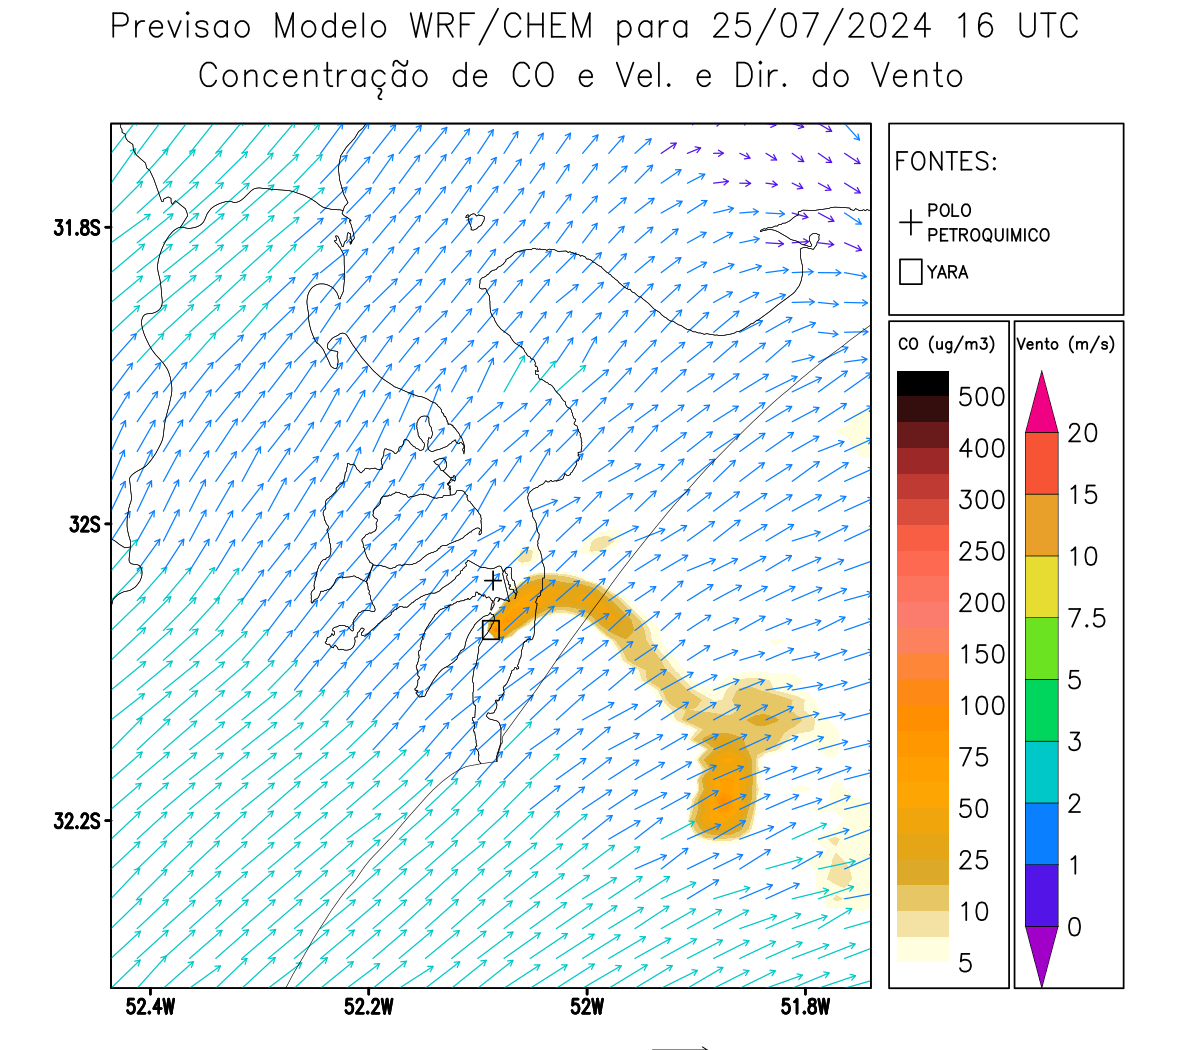 Previsao Modelo WRF/CHEM para 25/07/2024 16 UTC
Concentração de CO e Vel. e Dir. do Vento
FONTES:
POLO
PETROQUIMICO
YARA
CO (ug/m3)
500
400
300
250
200
150
100
75
50
25
10
5
Vento (m/s)
20
15
10
7.5
5
3
2
1
0
31.8S
32S
32.2S
52.4W
52.2W
52W
51.8W